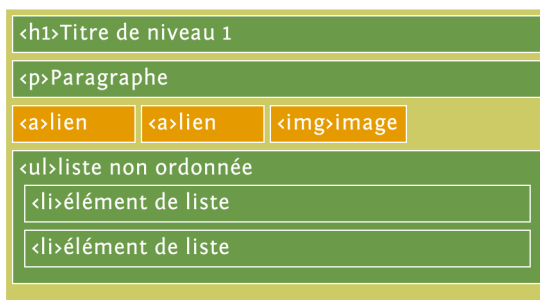 <h1>Titre de niveau 1
<p>Paragraphe
<a>lien <a>lien <img>image
<ul>liste non ordonnée
<li>élément de liste
<li>élément de liste